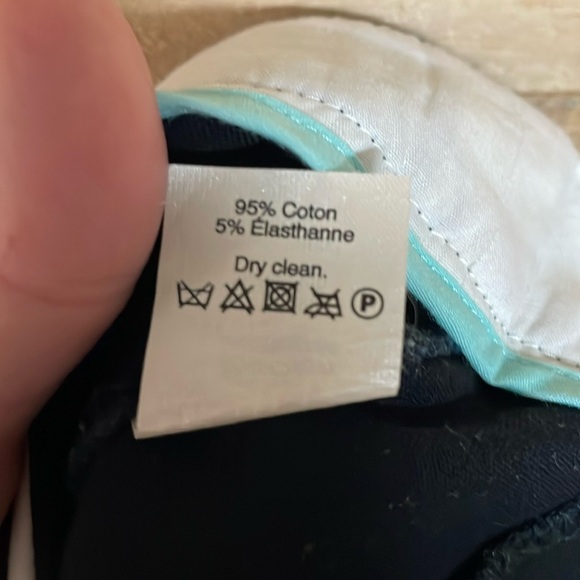 95% Coton
5% Élasthanne
Dry clean.
P